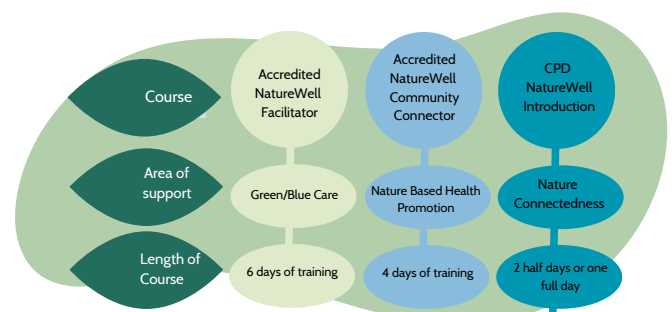 Course
Accredited
NatureWell
Facilitator
Accredited
NatureWell
Community
Connector
CPD
NatureWell
Introduction
Area of
support
Green/Blue Care
Nature Based Health
Promotion
Nature
Connectedness
Length of
Course
6 days of training
4 days of training
2 half days or one
full day